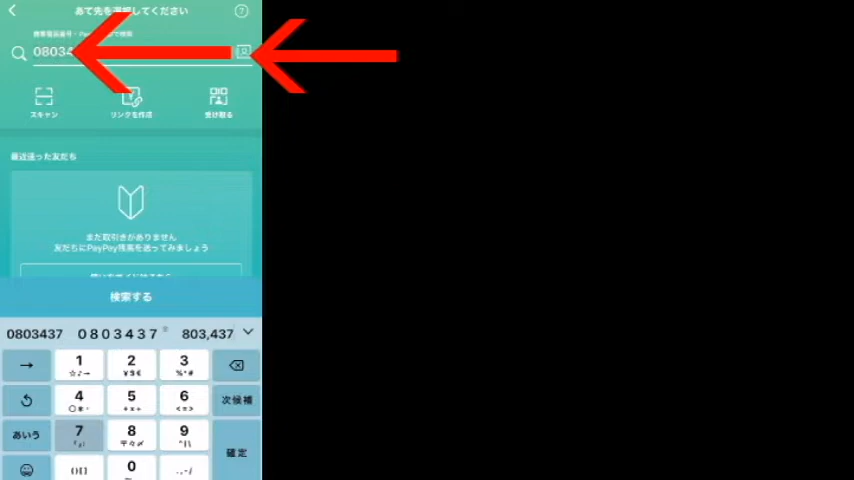 あて先を選択してください
?
0803
スキャン
リンクを作成
受け取る
最近送った友だち
まだ取引きがありません
友だちにPayPay残高を送ってみましょう
検索する
0803437 0803437 803,437
→ 1 2 3
☆♪→ ¥$€ %°#
4 5 6 次候補
○*・ +×÷ <=>
あいう 7 8 9
「」: 〒々〆 ^|\
確定
()[] 0 .,-/